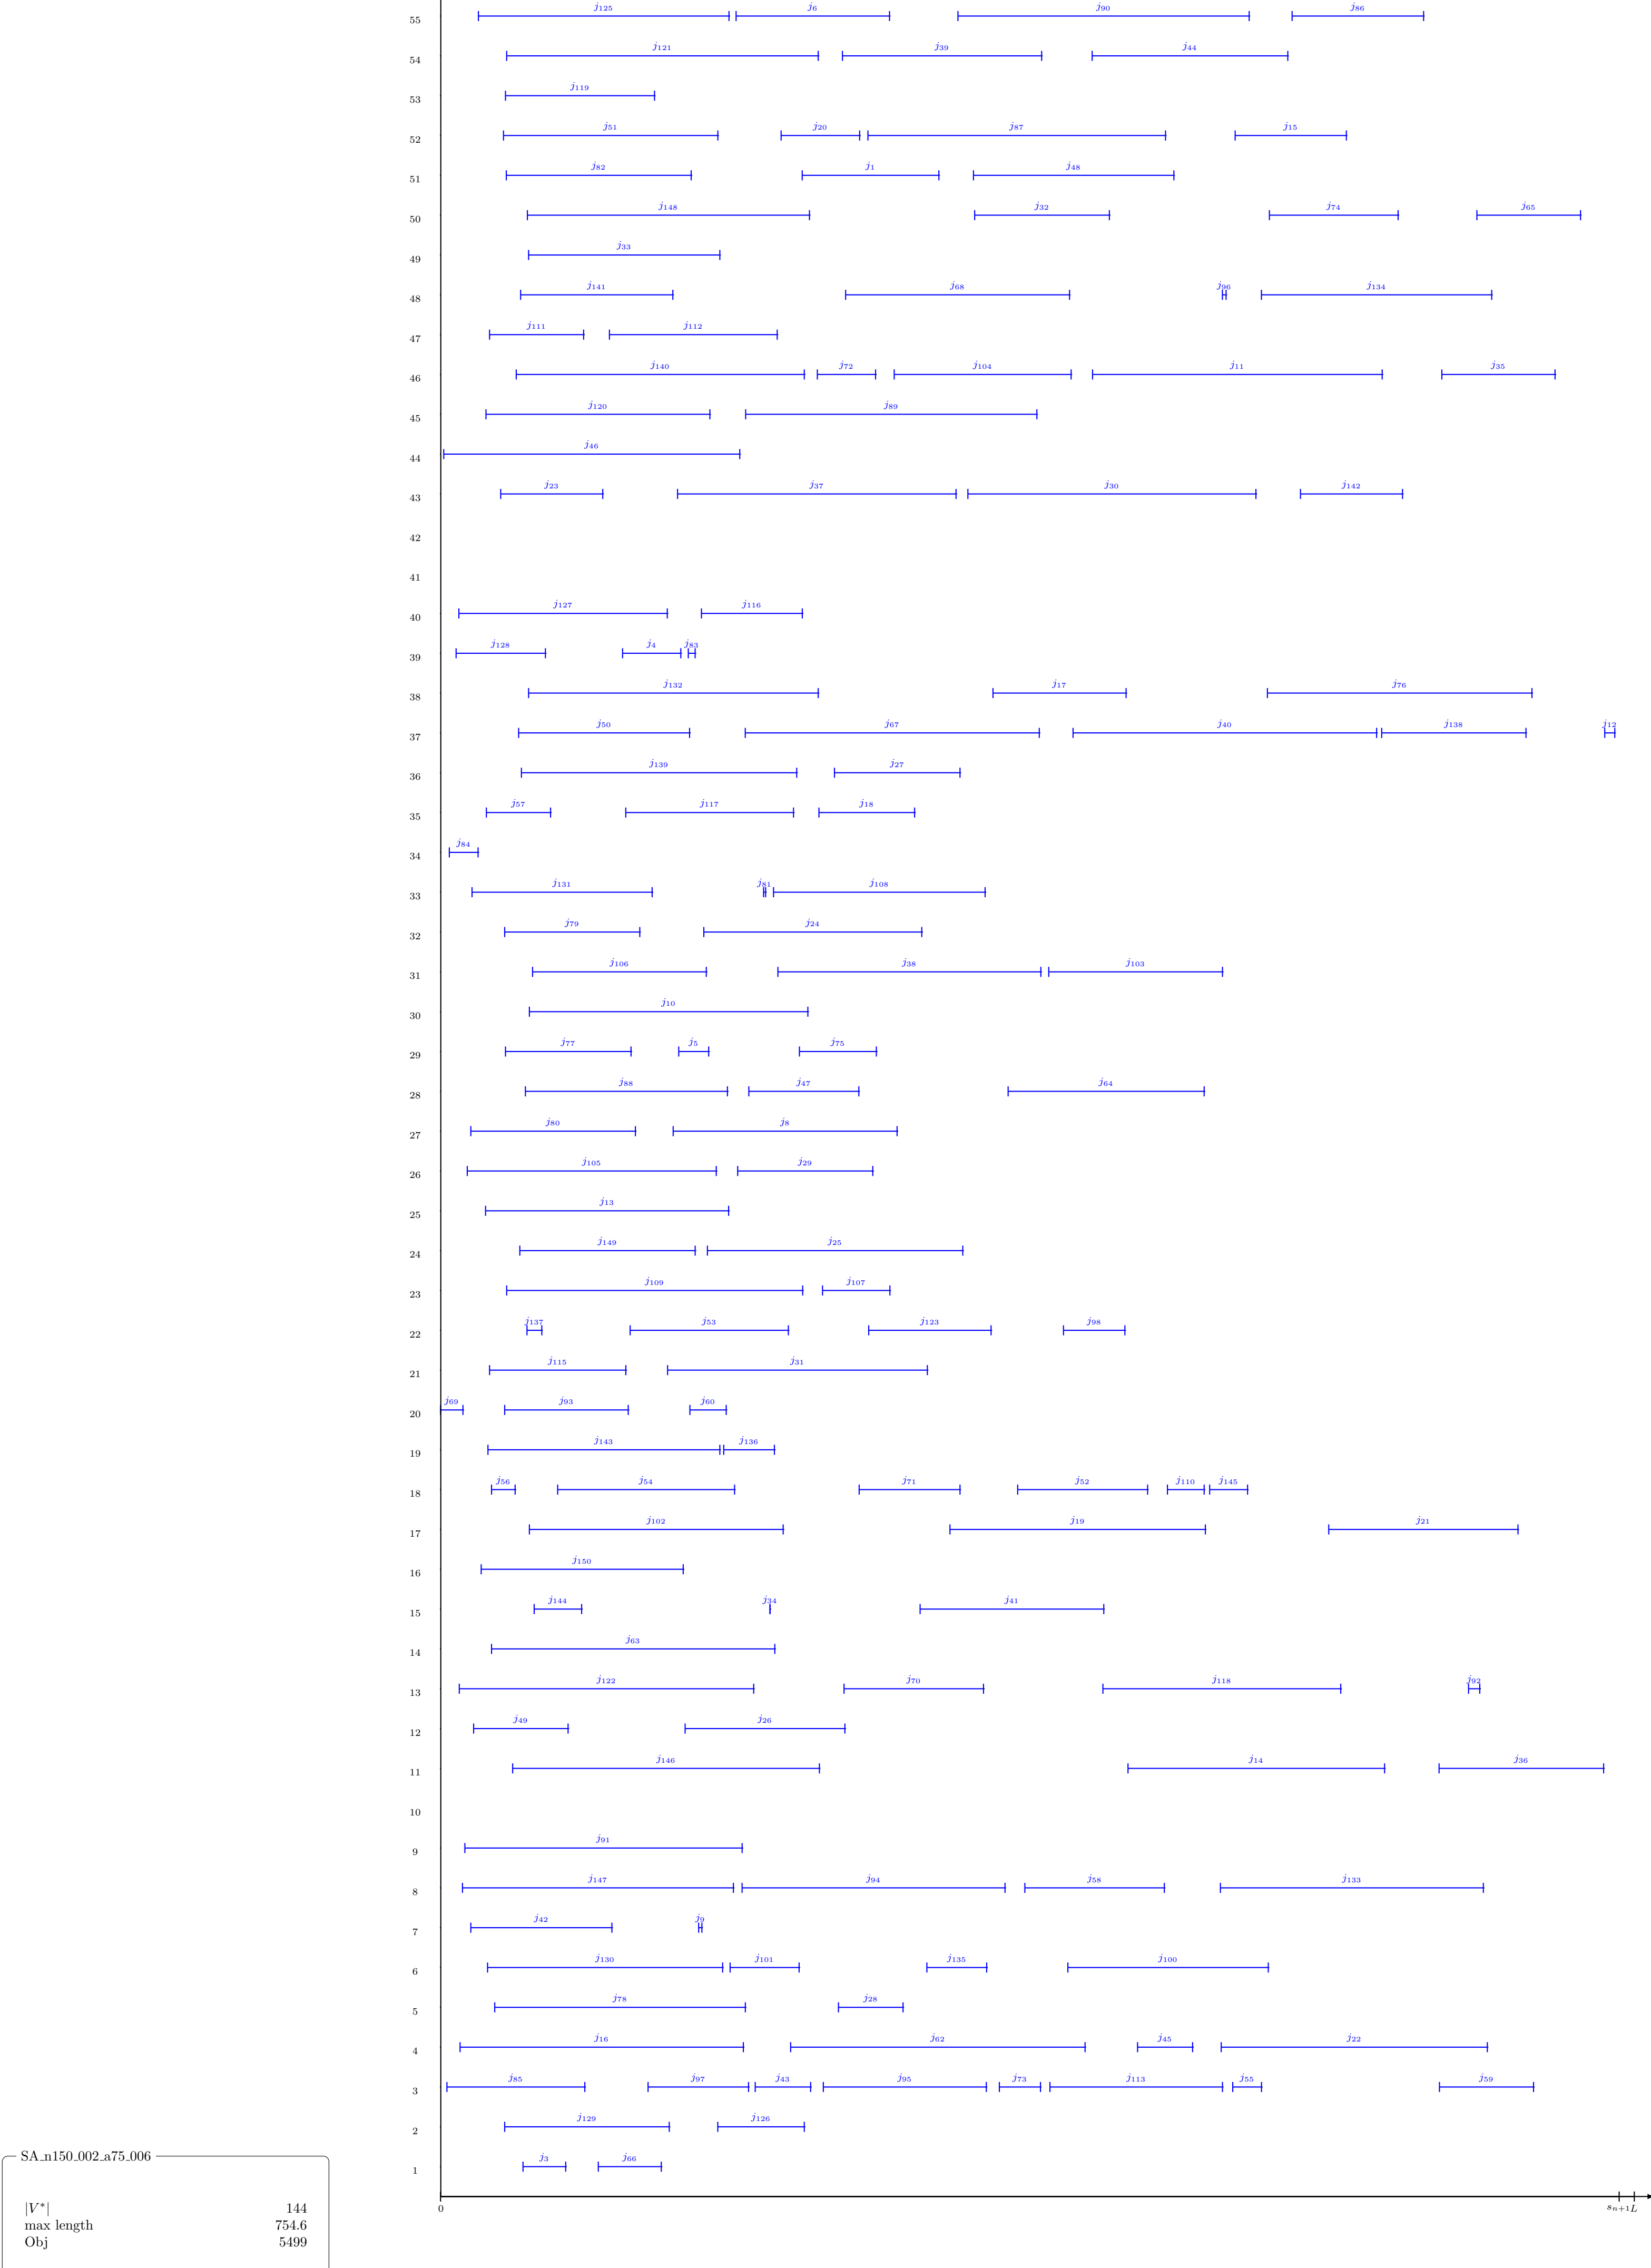 j125 j6 j90 j86
55
j121 j39 j44
54
j119
53
j51 j20 j87 j15
52
j82 j1 j48
51
j148 j32 j74 j65
50
j33
49
j141 j68 j96 j134
48
j111 j112
47
j140 j72 j104 j11 j35
46
j120 j89
45
j46
44
j23 j37 j30 j142
43
42
41
j127 j116
40
j128 j4 j83
39
j132 j17 j76
38
j50 j67 j40 j138 j12
37
j139 j27
36
j57 j117 j18
35
j84
34
j131 j81 j108
33
j79 j24
32
j106 j38 j103
31
j10
30
j77 j5 j75
29
j88 j47 j64
28
j80 j8
27
j105 j29
26
j13
25
j149 j25
24
j109 j107
23
j137 j53 j123 j98
22
j115 j31
21
j69 j93 j60
20
j143 j136
19
j56 j54 j71 j52 j110 j145
18
j102 j19 j21
17
j150
16
j144 j34 j41
15
j63
14
j122 j70 j118 j92
13
j49 j26
12
j146 j14 j36
11
10
j91
9
j147 j94 j58 j133
8
j42 j9
7
j130 j101 j135 j100
6
j78 j28
5
j16 j62 j45 j22
4
j85 j97 j43 j95 j73 j113 j55 j59
3
j129 j126
2
j3 j66
1
0 sn+1 L
SA_n150_002_a75_006
|V*| 144
max length 754.6
Obj 5499